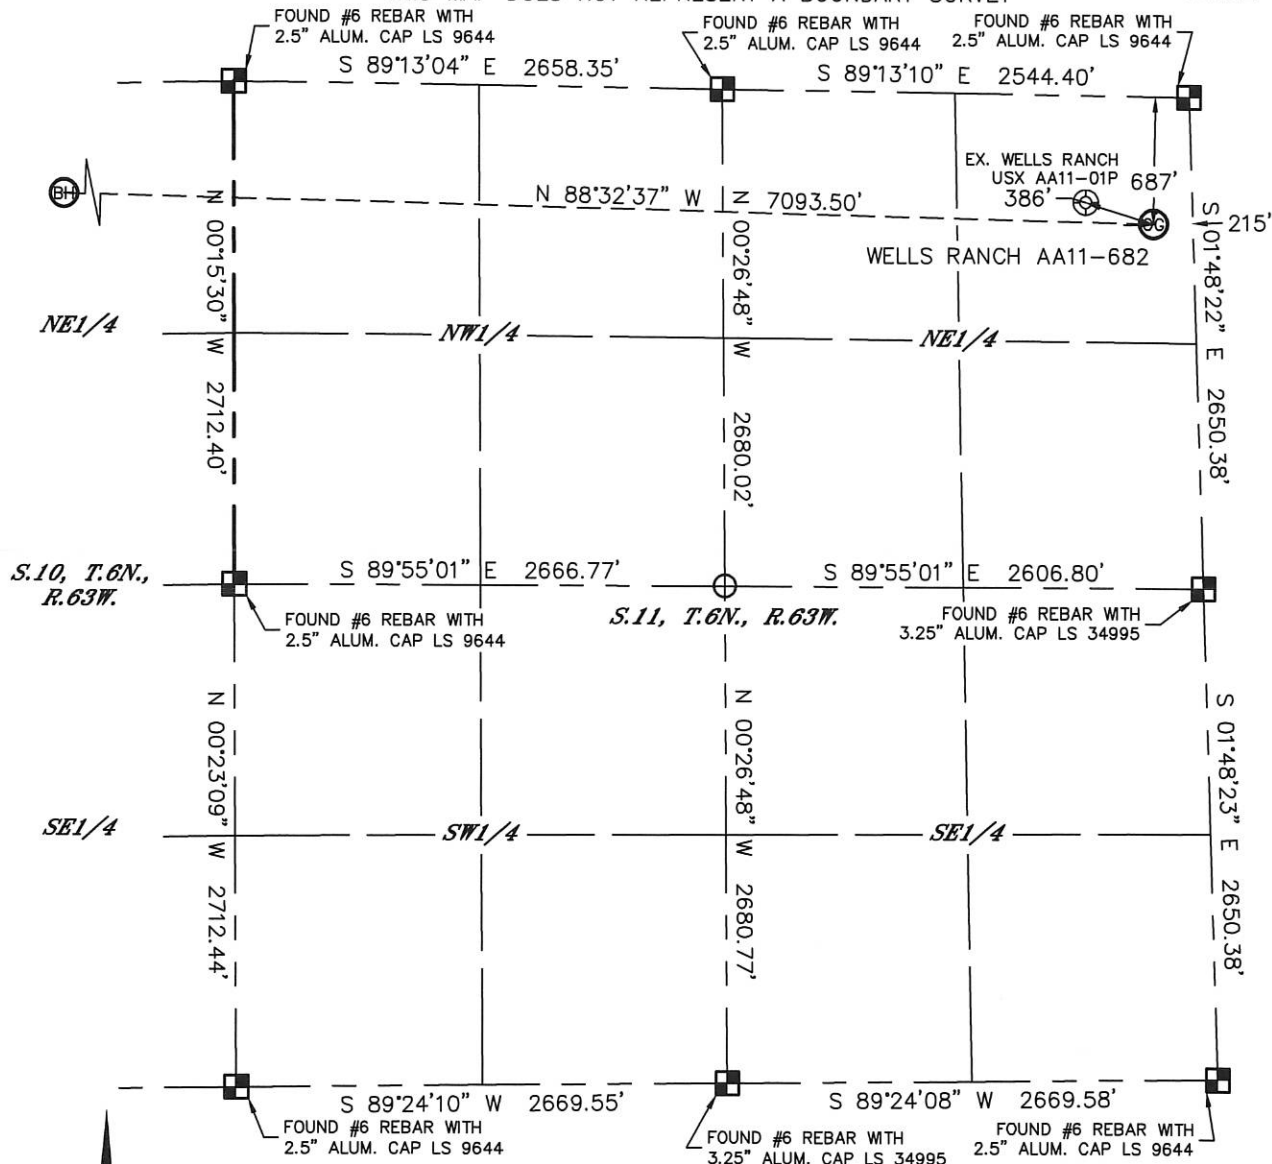 FOUND #6 REBAR WITH
2.5" ALUM. CAP LS 9644
FOUND #6 REBAR WITH
2.5" ALUM. CAP LS 9644
FOUND #6 REBAR WITH
2.5" ALUM. CAP LS 9644
S 89°13'04" E 2658.35'
S 89°13'10" E 2544.40'
EX. WELLS RANCH
USX AA11-01P
386'
687'
BH
N 88°32'37" W 7093.50'
OG
215'
WELLS RANCH AA11-682
N 00°15'30" W 2712.40'
N 00°26'48" W 2680.02'
S 01°48'22" E 2650.38'
NE1/4
NW1/4
NE1/4
S 89°55'01" E 2666.77'
S 89°55'01" E 2606.80'
S.10, T.6N.,
R.63W.
FOUND #6 REBAR WITH
2.5" ALUM. CAP LS 9644
S.11, T.6N., R.63W.
FOUND #6 REBAR WITH
3.25" ALUM. CAP LS 34995
N 00°23'09" W 2712.44'
N 00°26'48" W 2680.77'
S 01°48'23" E 2650.38'
SE1/4
SW1/4
SE1/4
S 89°24'10" W 2669.55'
S 89°24'08" W 2669.58'
FOUND #6 REBAR WITH
2.5" ALUM. CAP LS 9644
FOUND #6 REBAR WITH
3.25" ALUM. CAP LS 34995
FOUND #6 REBAR WITH
2.5" ALUM. CAP LS 9644